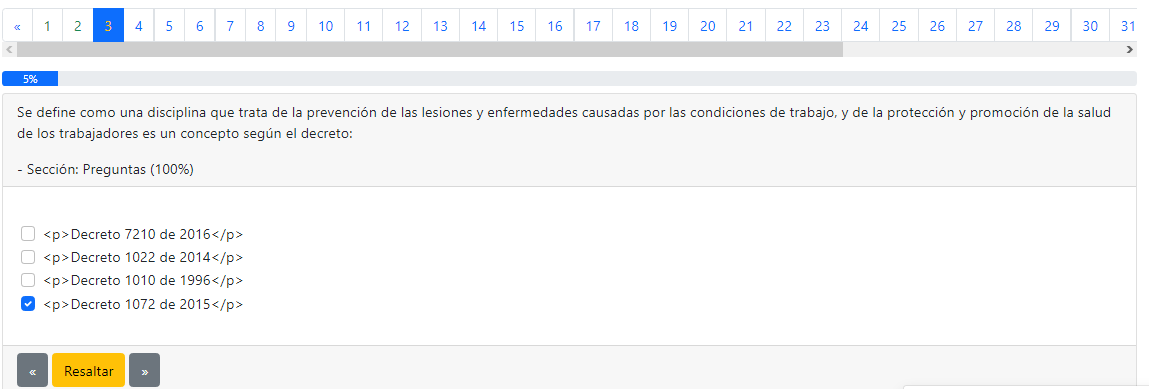 « 1 2 3 4 5 6 7 8 9 10 11 12 13 14 15 16 17 18 19 20 21 22 23 24 25 26 27 28 29 30 31
5%
Se define como una disciplina que trata de la prevención de las lesiones y enfermedades causadas por las condiciones de trabajo, y de la protección y promoción de la salud
de los trabajadores es un concepto según el decreto:
- Sección: Preguntas (100%)
<p>Decreto 7210 de 2016</p>
<p>Decreto 1022 de 2014</p>
<p>Decreto 1010 de 1996</p>
<p>Decreto 1072 de 2015</p>
« Resaltar »